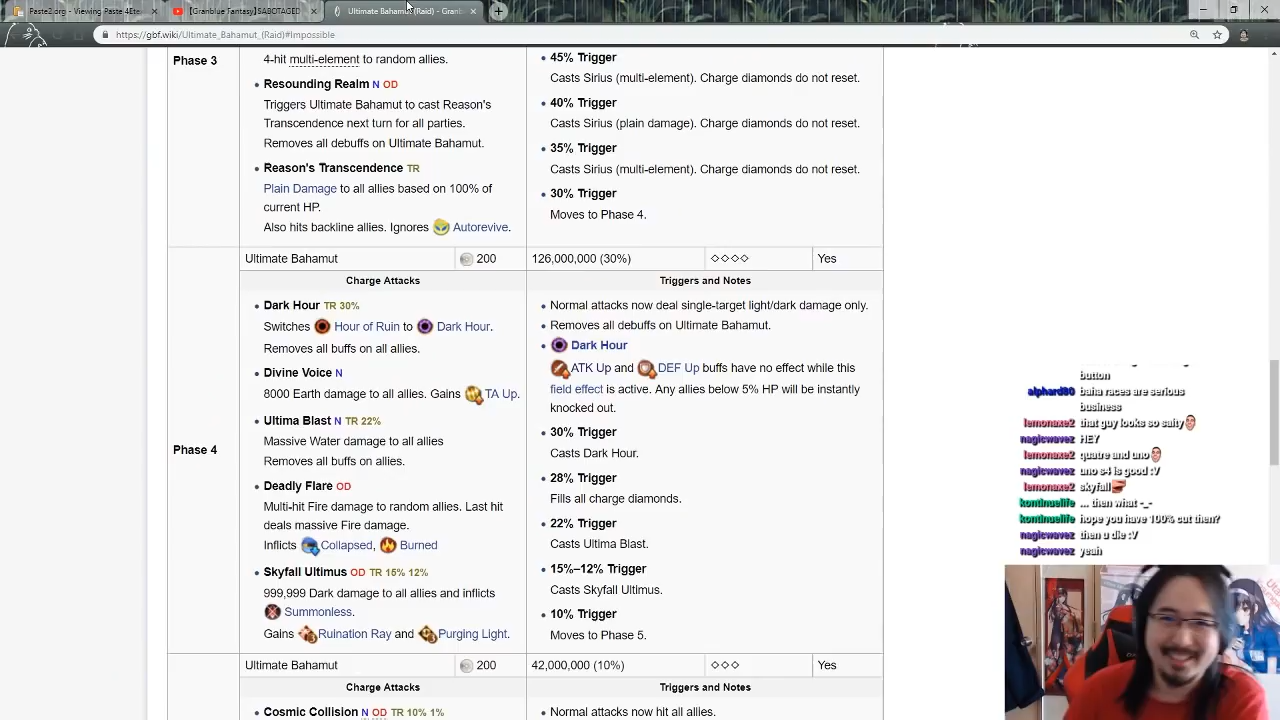 Paste2.org - Viewing Paste 4Ete
【Granblue Fantasy】SABOTAGED
Ultimate Bahamut (Raid) - Gran
https://gbf.wiki/Ultimate_Bahamut_(Raid)#Impossible
Phase 3
4-hit multi-element to random allies.
Resounding Realm N OD
Triggers Ultimate Bahamut to cast Reason's
Transcendence next turn for all parties.
Removes all debuffs on Ultimate Bahamut.
Reason's Transcendence TR
Plain Damage to all allies based on 100% of
current HP.
Also hits backline allies. Ignores Autorevive.
45% Trigger
Casts Sirius (multi-element). Charge diamonds do not reset.
40% Trigger
Casts Sirius (plain damage). Charge diamonds do not reset.
35% Trigger
Casts Sirius (multi-element). Charge diamonds do not reset.
30% Trigger
Moves to Phase 4.
Ultimate Bahamut 200 126,000,000 (30%) ◇◇◇◇ Yes
Charge Attacks Triggers and Notes
Phase 4
Dark Hour TR 30%
Switches Hour of Ruin to Dark Hour.
Removes all buffs on all allies.
Divine Voice N
8000 Earth damage to all allies. Gains TA Up.
Ultima Blast N TR 22%
Massive Water damage to all allies
Removes all buffs on allies.
Deadly Flare OD
Multi-hit Fire damage to random allies. Last hit
deals massive Fire damage.
Inflicts Collapsed, Burned
Skyfall Ultimus OD TR 15% 12%
999,999 Dark damage to all allies and inflicts
Summonless.
Gains Ruination Ray and Purging Light.
Normal attacks now deal single-target light/dark damage only.
Removes all debuffs on Ultimate Bahamut.
Dark Hour
ATK Up and DEF Up buffs have no effect while this
field effect is active. Any allies below 5% HP will be instantly
knocked out.
30% Trigger
Casts Dark Hour.
28% Trigger
Fills all charge diamonds.
22% Trigger
Casts Ultima Blast.
15%–12% Trigger
Casts Skyfall Ultimus.
10% Trigger
Moves to Phase 5.
Ultimate Bahamut 200 42,000,000 (10%) ◇◇◇ Yes
Charge Attacks Triggers and Notes
Cosmic Collision N OD TR 10% 1%
Normal attacks now hit all allies.
button
alphard80 baha races are serious
business
lemonaxe2 that guy looks so salty
nagicwavez HEY
lemonaxe2 quatre and uno
nagicwavez uno s4 is good :V
lemonaxe2 skyfall
kontinuelife ... then what -_-
kontinuelife hope you have 100% cut then?
nagicwavez then u die :V
nagicwavez yeah